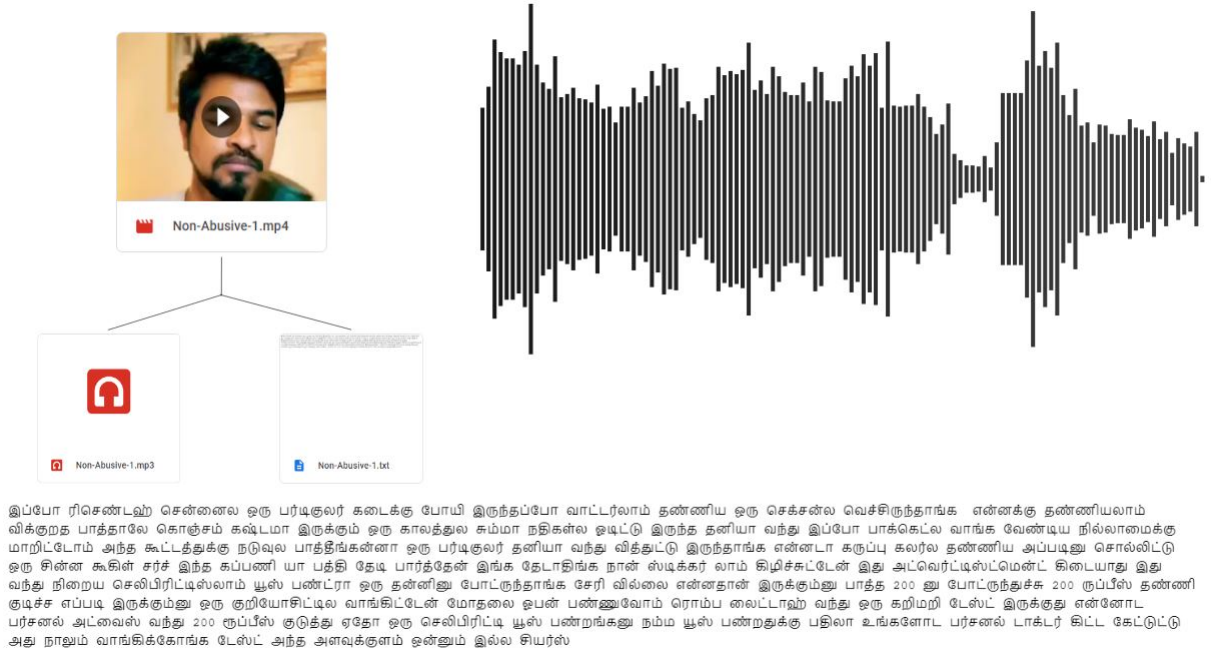 Non-Abusive-1.mp4
Non-Abusive-1.mp3
Non-Abusive-1.txt
இப்போ ரிசெண்டஹ் சென்னைல ஒரு பர்டிகுலர் கடைக்கு போயி இருந்தப்போ வாட்டர்லாம் தண்ணிய ஒரு செக்சன்ல வெச்சிருந்தாங்க என்னக்கு தண்ணியலாம்
விக்குறத பாத்தாலே கொஞ்சம் கஷ்டமா இருக்கும் ஒரு காலத்துல சும்மா நதிகள்ல ஓடிட்டு இருந்த தனியா வந்து இப்போ பாக்கெட்ல வாங்க வேண்டிய நில்லாமைக்கு
மாறிட்டோம் அந்த கூட்டத்துக்கு நடுவுல பாத்தீங்கன்னா ஒரு பர்டிகுலர் தனியா வந்து வித்துட்டு இருந்தாங்க என்னடா கருப்பு கலர்ல தண்ணிய அப்படினு சொல்லிட்டு
ஒரு சின்ன கூகிள் சர்ச் இந்த கப்பணி யா பத்தி தேடி பார்த்தேன் இங்க தேடாதிங்க நான் ஸ்டிக்கர் லாம் கிழிச்சுட்டேன் இது அட்வெர்ட்டிஸ்ட்மென்ட் கிடையாது இது
வந்து நிறைய செலிபிரிட்டிஸ்லாம் யூஸ் பண்ட்ரா ஒரு தன்னினு போட்ருந்தாங்க சேரி வில்லை என்னதான் இருக்கும்னு பாத்த 200 னு போட்ருந்துச்சு 200 ருப்பீஸ் தண்ணி
குடிச்ச எப்படி இருக்கும்னு ஒரு குறியோசிட்டில வாங்கிட்டேன் மோதலை ஓபன் பண்ணுவோம் ரொம்ப லைட்டாஹ் வந்து ஒரு கறிமறி டேஸ்ட் இருக்குது என்னோட
பர்சனல் அட்வைஸ் வந்து 200 ரூப்பீஸ் குடுத்து ஏதோ ஒரு செலிபிரிட்டி யூஸ் பண்றங்கனு நம்ம யூஸ் பண்றதுக்கு பதிலா உங்களோட பர்சனல் டாக்டர் கிட்ட கேட்டுட்டு
அது நாலும் வாங்கிக்கோங்க டேஸ்ட் அந்த அளவுக்குளம் ஒன்னும் இல்ல சியர்ஸ்